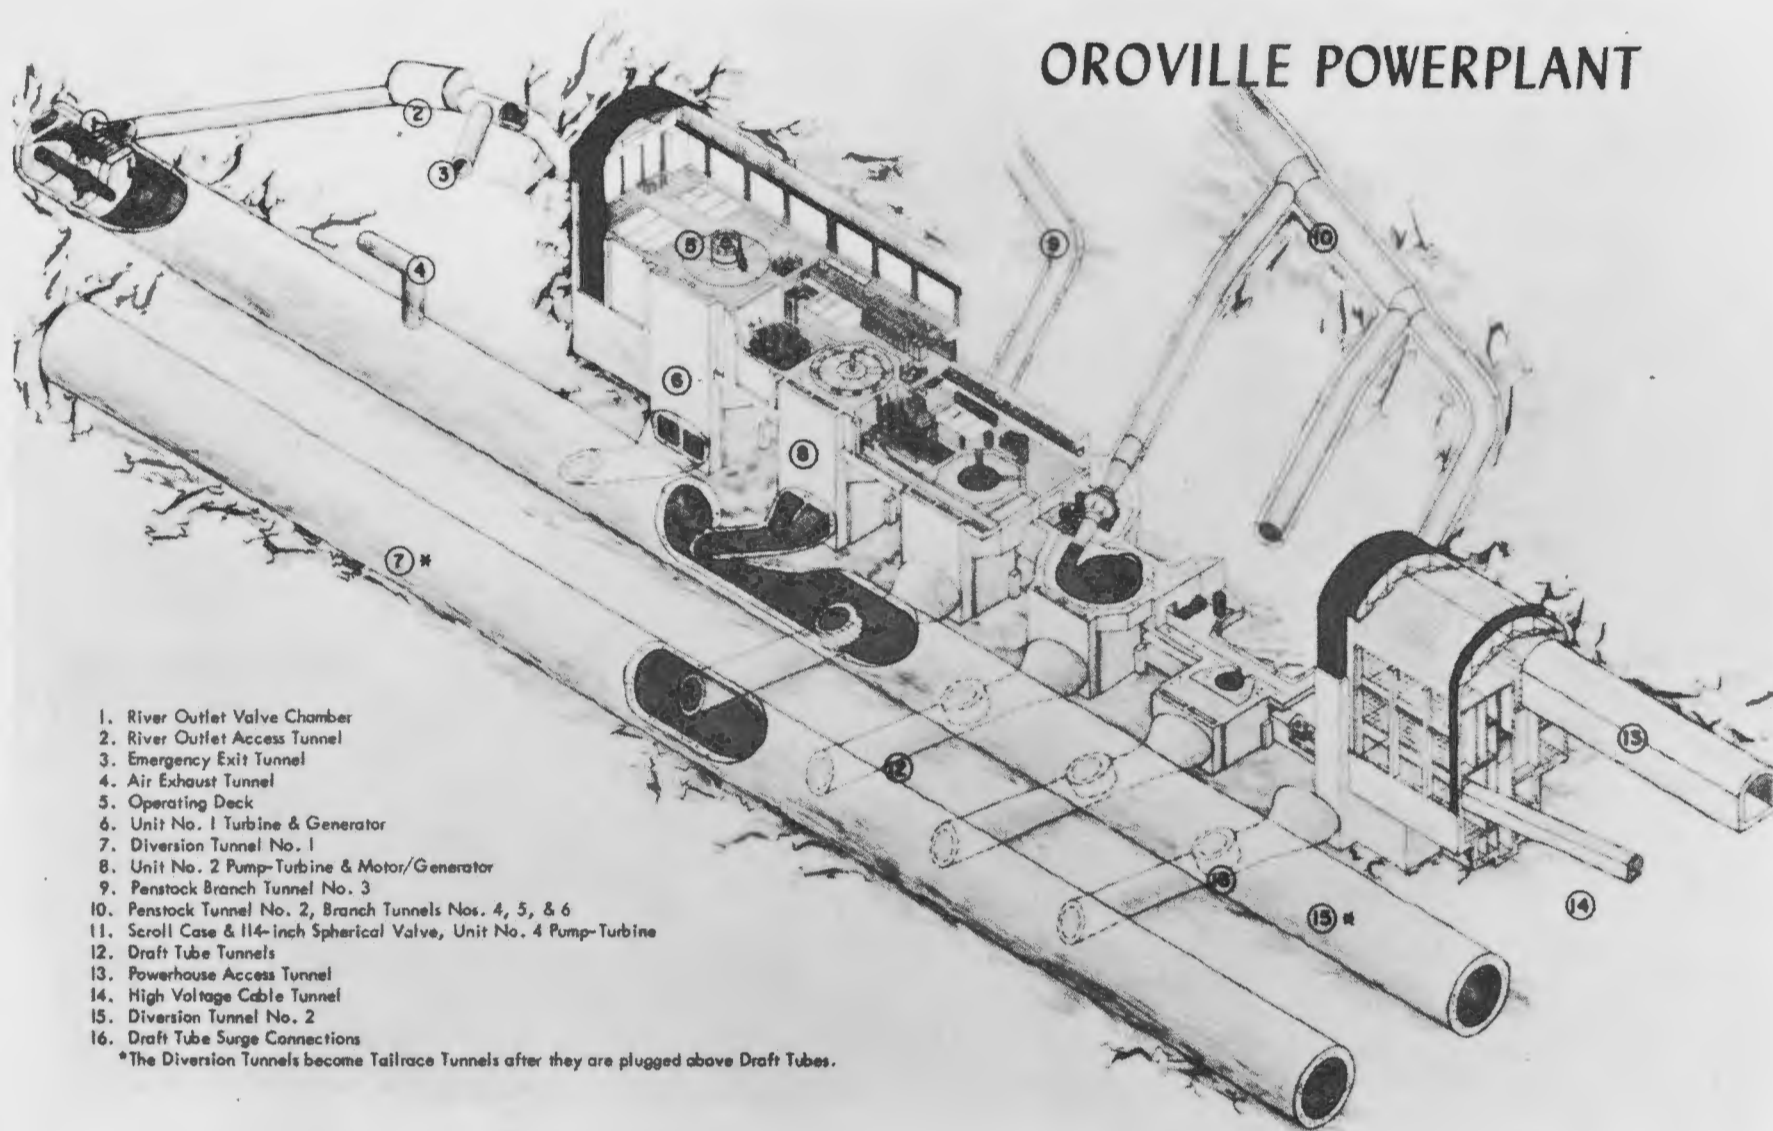 OROVILLE POWERPLANT
1
2
3
4
5
9
10
6
8
7*
12
13
16
15*
14
1. River Outlet Valve Chamber
2. River Outlet Access Tunnel
3. Emergency Exit Tunnel
4. Air Exhaust Tunnel
5. Operating Deck
6. Unit No. 1 Turbine & Generator
7. Diversion Tunnel No. 1
8. Unit No. 2 Pump-Turbine & Motor/Generator
9. Penstock Branch Tunnel No. 3
10. Penstock Tunnel No. 2, Branch Tunnels Nos. 4, 5, & 6
11. Scroll Case & 114-inch Spherical Valve, Unit No. 4 Pump-Turbine
12. Draft Tube Tunnels
13. Powerhouse Access Tunnel
14. High Voltage Cable Tunnel
15. Diversion Tunnel No. 2
16. Draft Tube Surge Connections
*The Diversion Tunnels become Tailrace Tunnels after they are plugged above Draft Tubes.